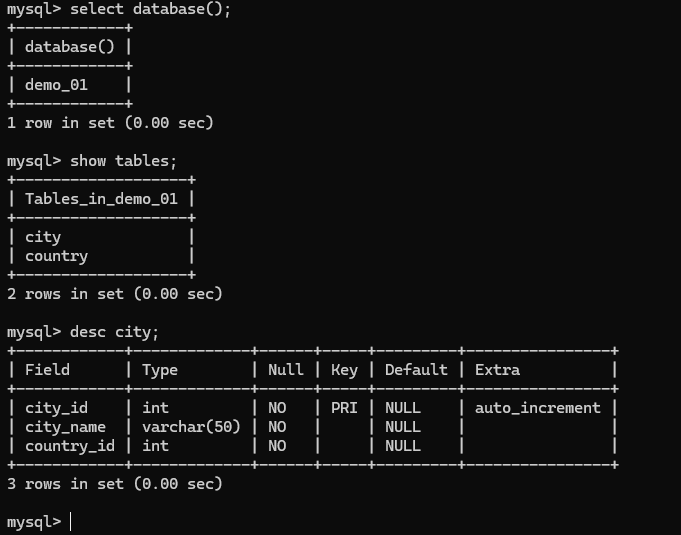 mysql> select database();
+------------+
| database() |
+------------+
| demo_01    |
+------------+
1 row in set (0.00 sec)

mysql> show tables;
+-------------------+
| Tables_in_demo_01 |
+-------------------+
| city              |
| country           |
+-------------------+
2 rows in set (0.00 sec)

mysql> desc city;
+------------+-------------+------+-----+---------+----------------+
| Field      | Type        | Null | Key | Default | Extra          |
+------------+-------------+------+-----+---------+----------------+
| city_id    | int         | NO   | PRI | NULL    | auto_increment |
| city_name  | varchar(50) | NO   |     | NULL    |                |
| country_id | int         | NO   |     | NULL    |                |
+------------+-------------+------+-----+---------+----------------+
3 rows in set (0.00 sec)

mysql>